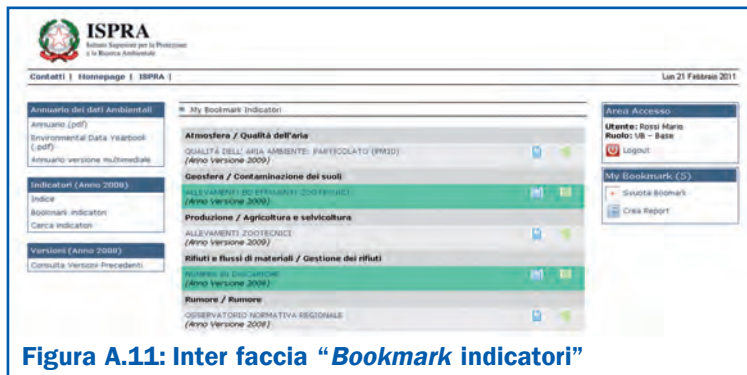 ISPRA
Istituto Superiore per la Protezione
e la Ricerca Ambientale
Contatti | Homepage | ISPRA |
Lun 21 Febbraio 2011
Annuario dei dati Ambientali
Annuario (pdf)
Environmental Data Yearbook
(.pdf)
Annuario versione multimediale
Indicatori (Anno 2008)
Indice
Bookmark indicatori
Cerca indicatori
Versioni (Anno 2008)
Consulta Versioni Precedenti
My Bookmark Indicatori
Atmosfera / Qualità dell'aria
QUALITÀ DELL' ARIA AMBIENTE: PARTICOLATO (PM10)
(Anno Versione 2009)
Geosfera / Contaminazione dei suoli
ALLEVAMENTI ED EFFLUENTI ZOOTECNICI
(Anno Versione 2009)
Produzione / Agricoltura e selvicoltura
ALLEVAMENTI ZOOTECNICI
(Anno Versione 2009)
Rifiuti e flussi di materiali / Gestione dei rifiuti
NUMERO DI DISCARICHE
(Anno Versione 2009)
Rumore / Rumore
OSSERVATORIO NORMATIVA REGIONALE
(Anno Versione 2008)
Area Accesso
Utente: Rossi Mario
Ruolo: UB - Base
Logout
My Bookmark (5)
Svuota Boomark
Crea Report
Figura A.11: Inter faccia “Bookmark indicatori”